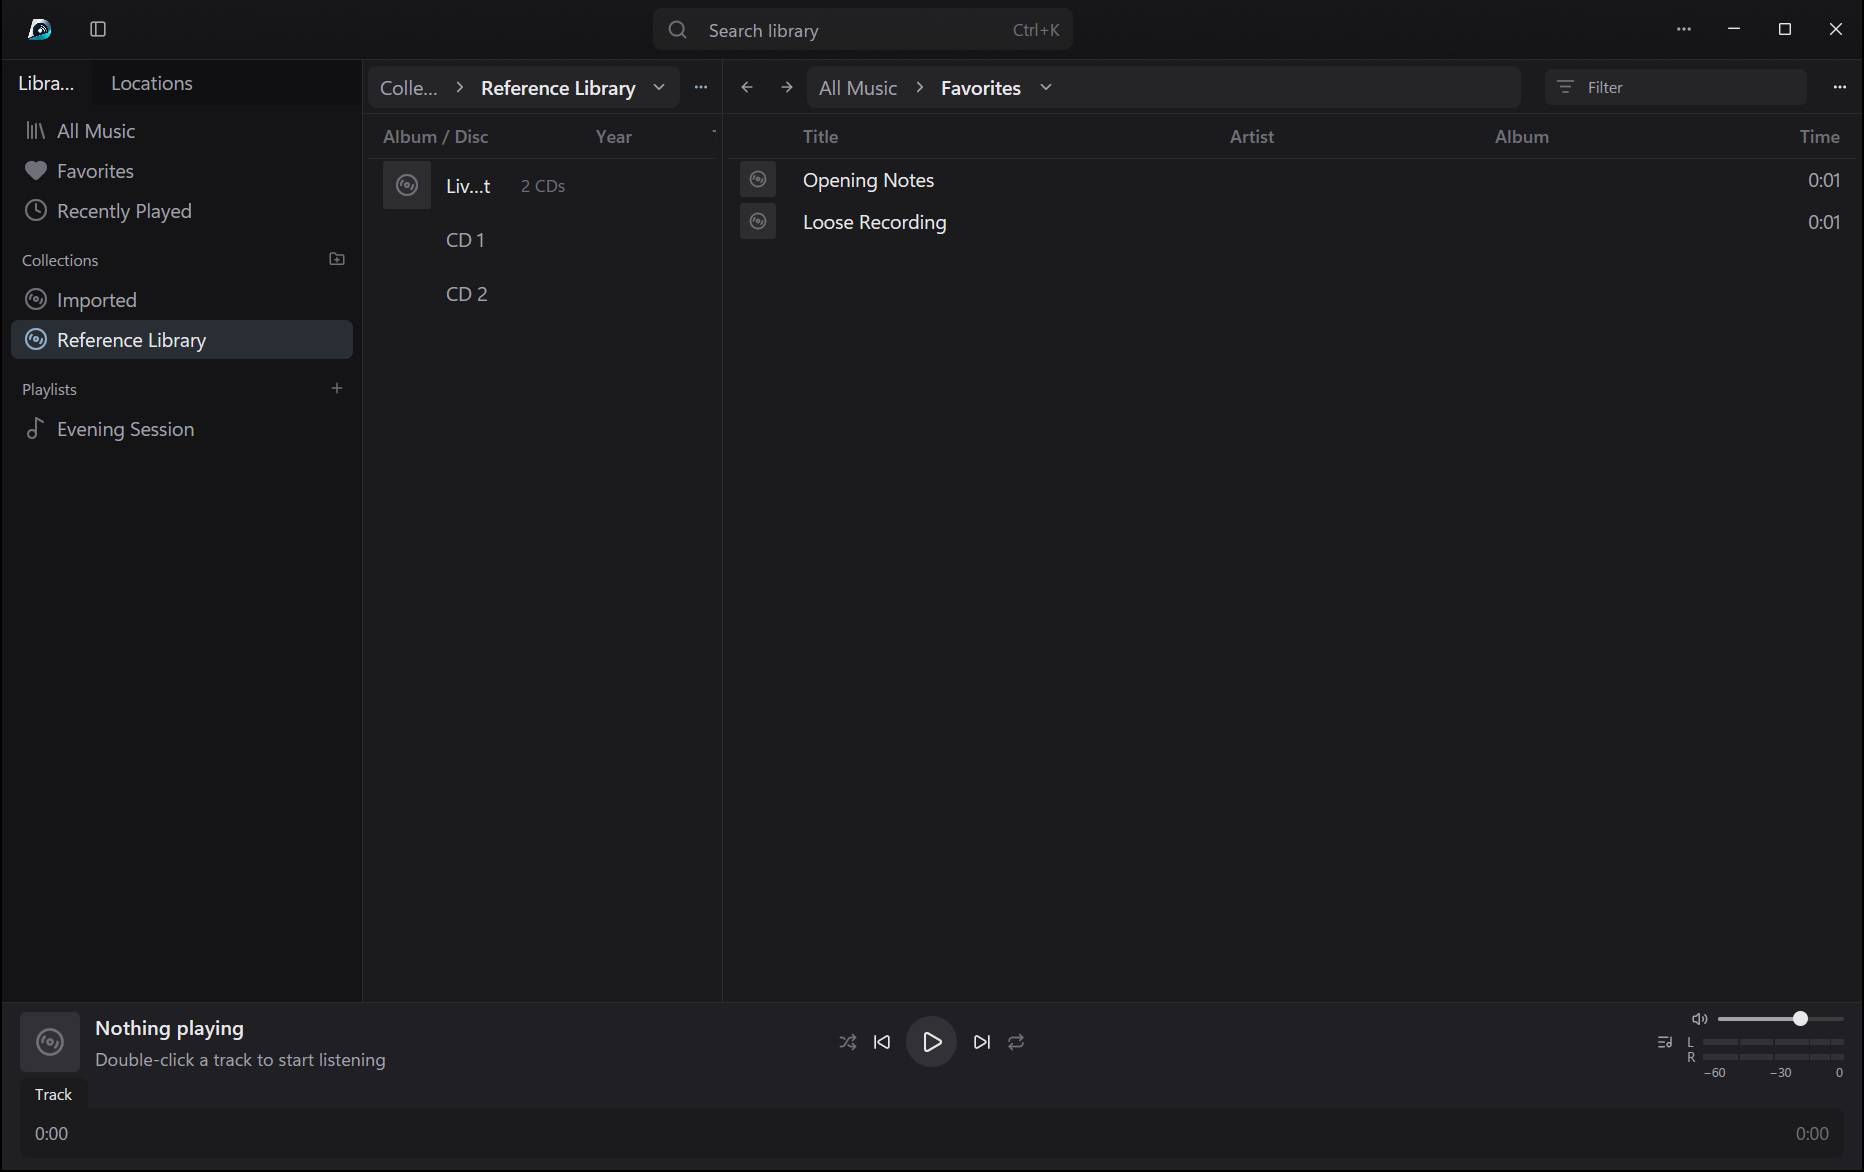 Search library
Ctrl+K
Libra...
Locations
All Music
Favorites
Recently Played
Collections
Imported
Reference Library
Playlists
Evening Session
Colle...
Reference Library
Album / Disc
Year
Liv...t
2 CDs
CD 1
CD 2
All Music
Favorites
Filter
Title
Artist
Album
Time
Opening Notes
0:01
Loose Recording
0:01
Nothing playing
Double-click a track to start listening
L
R
−60
−30
0
Track
0:00
0:00